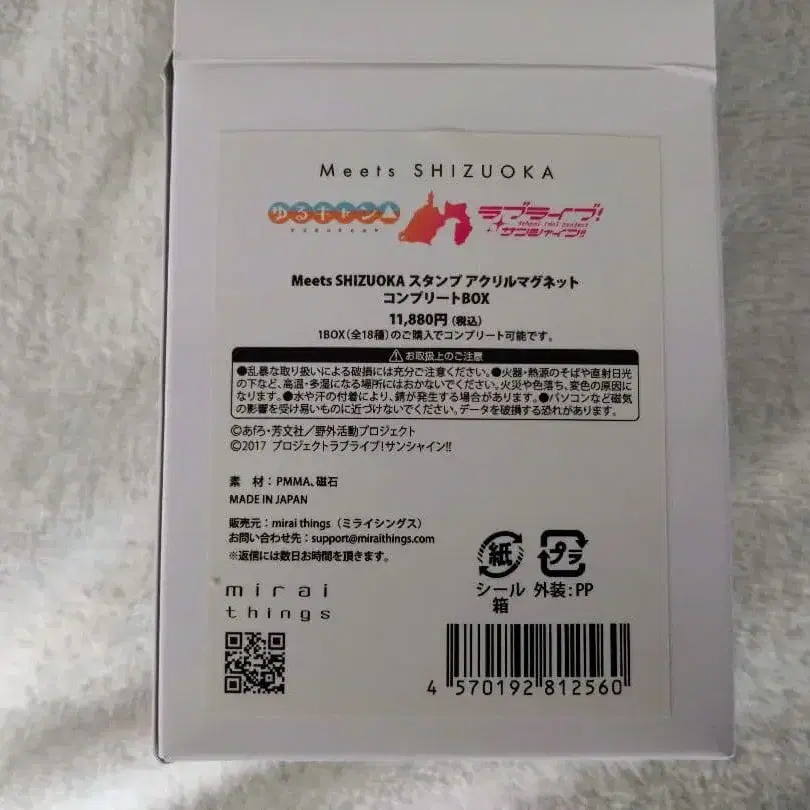 Meets SHIZUOKA
ゆるキャン△
ラブライブ!
School idol project
サンシャイン!!
Meets SHIZUOKA スタンプ アクリルマグネット
コンプリートBOX
11,880円(税込)
1BOX(全18種)のご購入でコンプリート可能です。
お取扱上のご注意
●乱暴な取り扱いによる破損には充分ご注意ください。●火器・熱源のそばや直射日光
の下など、高温・多湿になる場所にはおかないでください。火災や色落ち、変色の原因に
なります。●水や汗の付着により、錆が発生する場合があります。●パソコンなど磁気
の影響を受け易いものに近づけないでください。データを破損する恐れがあります。
©あfろ・芳文社/野外活動プロジェクト
©2017 プロジェクトラブライブ!サンシャイン!!
素 材:PMMA、磁石
MADE IN JAPAN
販売元:mirai things(ミライシングス)
お問い合わせ先:support@miraithings.com
※返信には数日お時間を頂きます。
mirai
things
紙
シール
箱
プラ
外装:PP
4 570192 812560